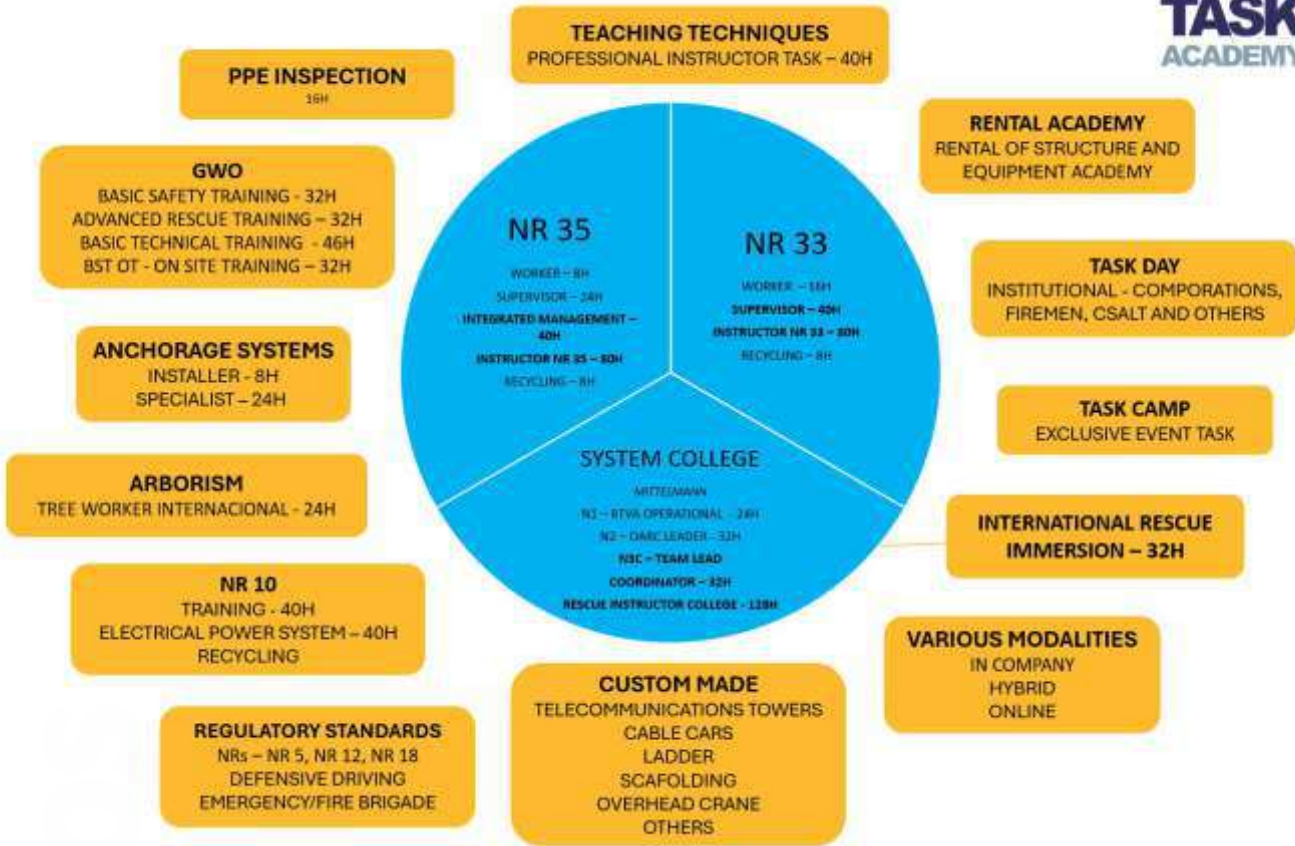 TASK
ACADEMY
TEACHING TECHNIQUES
PROFESSIONAL INSTRUCTOR TASK – 40H
PPE INSPECTION
16H
GWO
BASIC SAFETY TRAINING - 32H
ADVANCED RESCUE TRAINING – 32H
BASIC TECHNICAL TRAINING - 46H
BST OT - ON SITE TRAINING – 32H
ANCHORAGE SYSTEMS
INSTALLER - 8H
SPECIALIST – 24H
ARBORISM
TREE WORKER INTERNACIONAL - 24H
NR 10
TRAINING - 40H
ELECTRICAL POWER SYSTEM – 40H
RECYCLING
REGULATORY STANDARDS
NRs – NR 5, NR 12, NR 18
DEFENSIVE DRIVING
EMERGENCY/FIRE BRIGADE
NR 35
WORKER – 8H
SUPERVISOR – 24H
INTEGRATED MANAGEMENT –
40H
INSTRUCTOR NR 35 – 80H
RECYCLING – 8H
NR 33
WORKER – 16H
SUPERVISOR – 40H
INSTRUCTOR NR 33 – 80H
RECYCLING – 8H
SYSTEM COLLEGE
MITTELMANN
N1 – RTVA OPERATIONAL - 24H
N2 – OARC LEADER - 32H
N3C – TEAM LEAD
COORDINATOR – 32H
RESCUE INSTRUCTOR COLLEGE - 128H
CUSTOM MADE
TELECOMMUNICATIONS TOWERS
CABLE CARS
LADDER
SCAFOLDING
OVERHEAD CRANE
OTHERS
RENTAL ACADEMY
RENTAL OF STRUCTURE AND
EQUIPMENT ACADEMY
TASK DAY
INSTITUTIONAL - COMPORATIONS,
FIREMEN, CSALT AND OTHERS
TASK CAMP
EXCLUSIVE EVENT TASK
INTERNATIONAL RESCUE
IMMERSION – 32H
VARIOUS MODALITIES
IN COMPANY
HYBRID
ONLINE